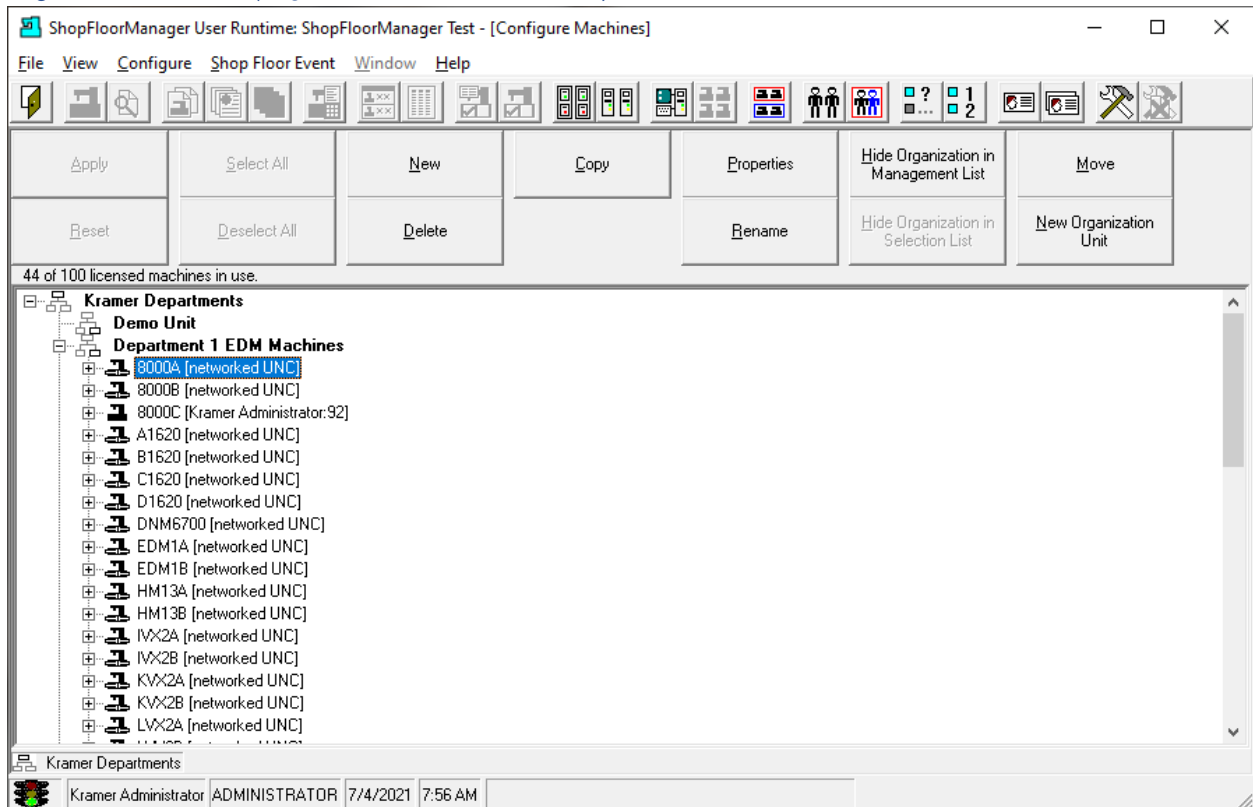 ShopFloorManager User Runtime: ShopFloorManager Test - [Configure Machines]
File View Configure Shop Floor Event Window Help
Apply
Select All
New
Copy
Properties
Hide Organization in
Management List
Move
Reset
Deselect All
Delete
Rename
Hide Organization in
Selection List
New Organization
Unit
44 of 100 licensed machines in use.
Kramer Departments
Demo Unit
Department 1 EDM Machines
8000A [networked UNC]
8000B [networked UNC]
8000C [Kramer Administrator:92]
A1620 [networked UNC]
B1620 [networked UNC]
C1620 [networked UNC]
D1620 [networked UNC]
DNM6700 [networked UNC]
EDM1A [networked UNC]
EDM1B [networked UNC]
HM13A [networked UNC]
HM13B [networked UNC]
IVX2A [networked UNC]
IVX2B [networked UNC]
KVX2A [networked UNC]
KVX2B [networked UNC]
LVX2A [networked UNC]
Kramer Departments
Kramer Administrator ADMINISTRATOR 7/4/2021 7:56 AM